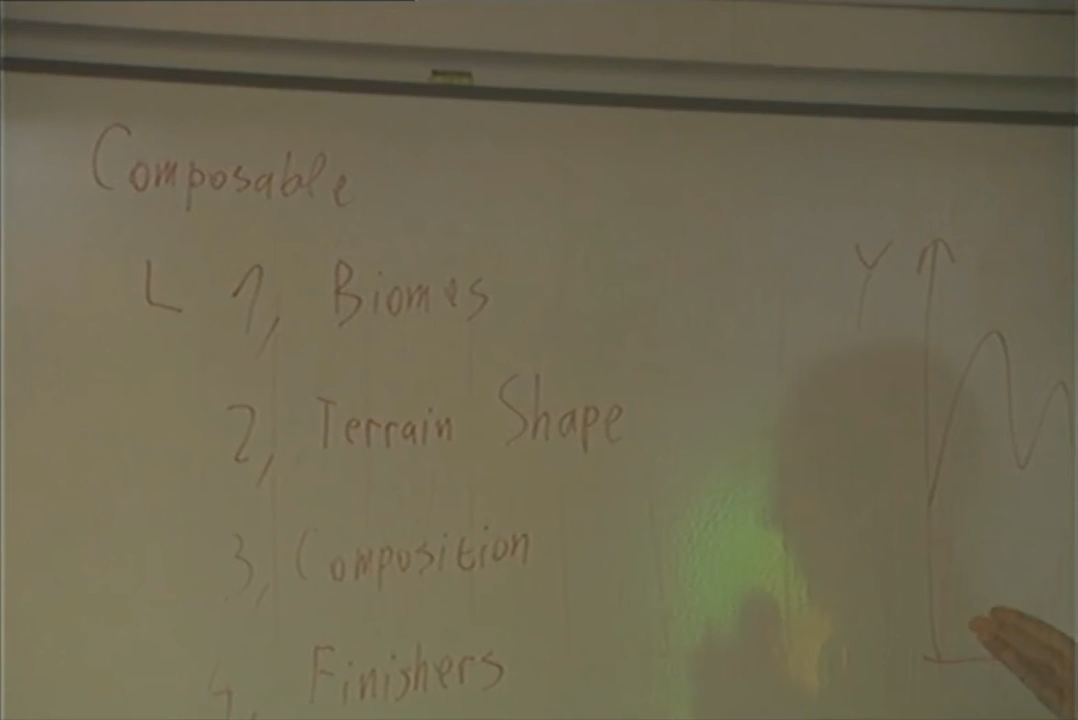 Composable
L 1, Biomes
2, Terrain Shape
3, Composition
4, Finishers
Y